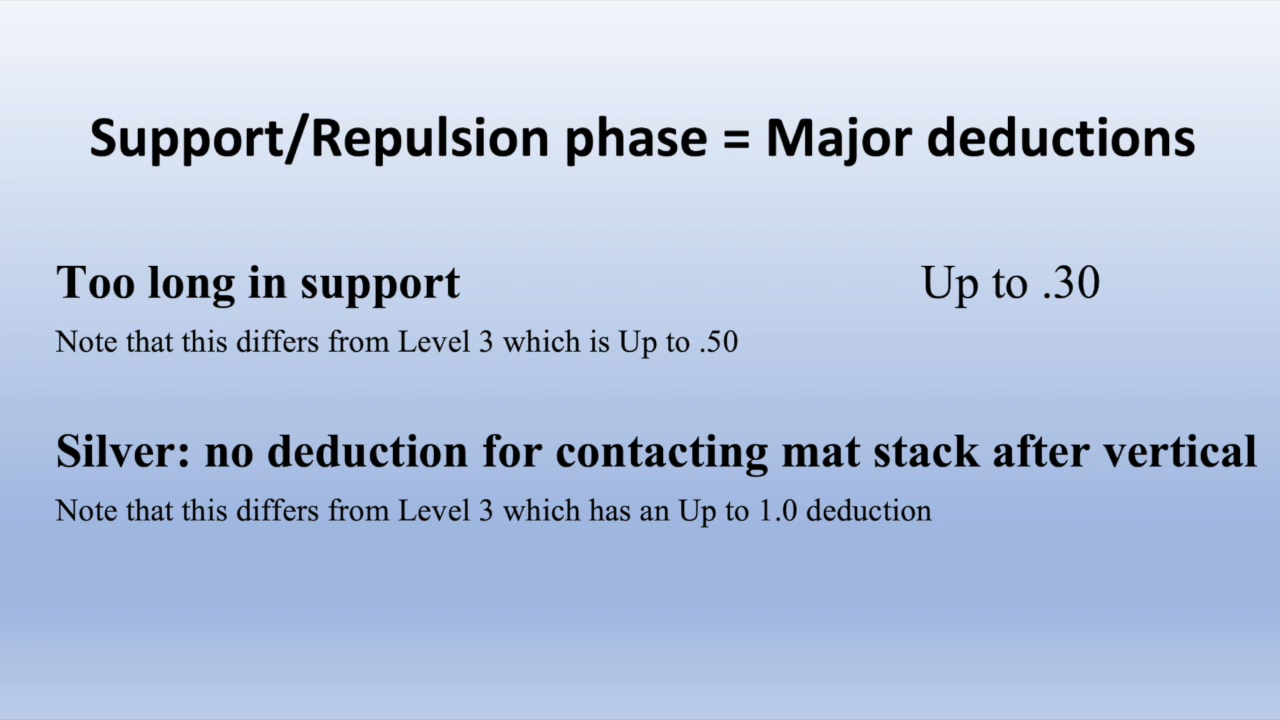 Support/Repulsion phase = Major deductions
Too long in support Up to .30
Note that this differs from Level 3 which is Up to .50
Silver: no deduction for contacting mat stack after vertical
Note that this differs from Level 3 which has an Up to 1.0 deduction